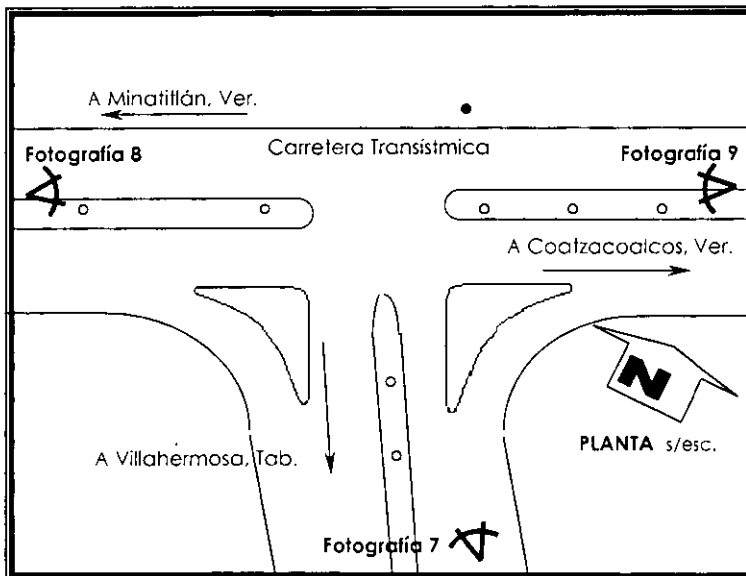 A Minatitlán, Ver.
Fotografía 8
Carretera Transístmica
Fotografía 9
A Coatzacoalcos, Ver.
N
A Villahermosa, Tab.
PLANTA s/esc.
Fotografía 7